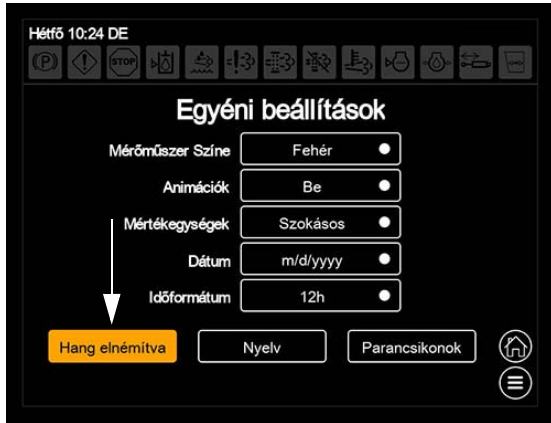 Hétfő 10:24 DE
(P) STOP
Egyéni beállítások
Mérőműszer Színe Fehér
Animációk Be
Mértékegységek Szokásos
Dátum m/d/yyyy
Időformátum 12h
Hang elnémítva Nyelv Parancsikonok